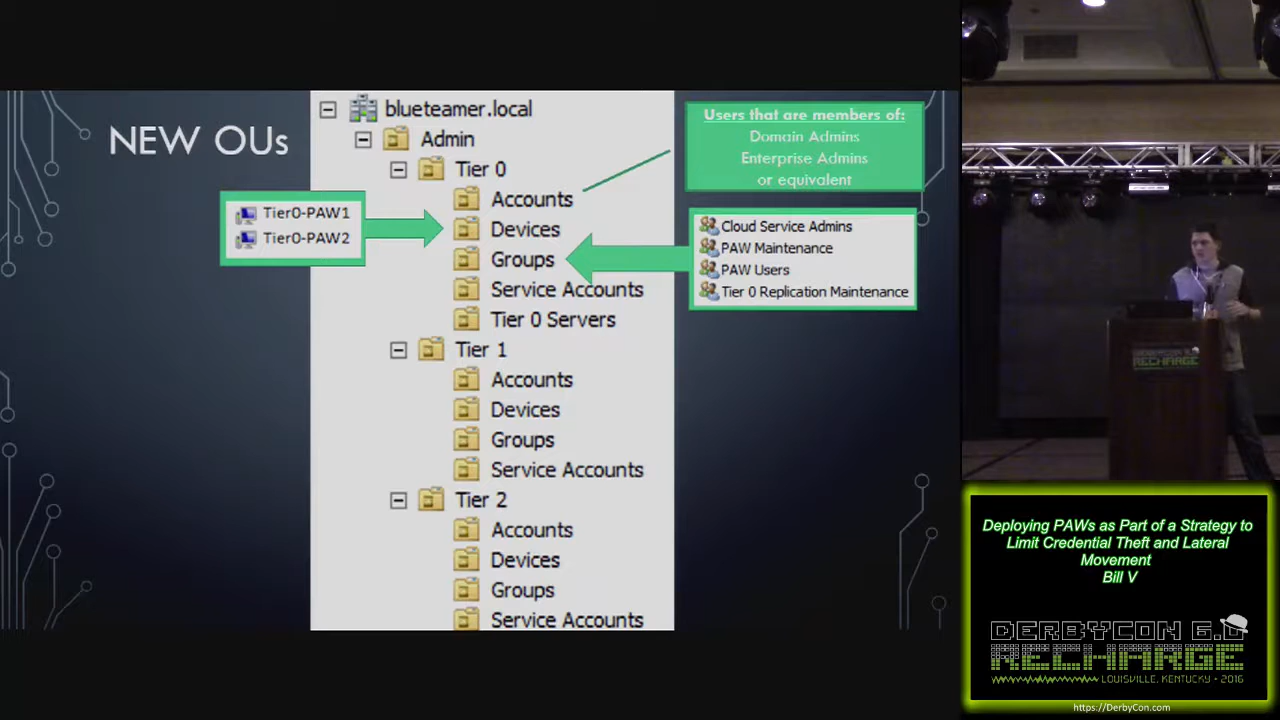 NEW OUs
blueteamer.local
Admin
Tier 0
Accounts
Devices
Groups
Service Accounts
Tier 0 Servers
Tier 1
Accounts
Devices
Groups
Service Accounts
Tier 2
Accounts
Devices
Groups
Service Accounts
Tier0-PAW1
Tier0-PAW2
Users that are members of:
Domain Admins
Enterprise Admins
or equivalent
Cloud Service Admins
PAW Maintenance
PAW Users
Tier 0 Replication Maintenance
DERBYCON 6.0
RECHARGE
Deploying PAWs as Part of a Strategy to
Limit Credential Theft and Lateral
Movement
Bill V
DERBYCON 6.0
RECHARGE
LOUISVILLE, KENTUCKY • 2016
https://DerbyCon.com